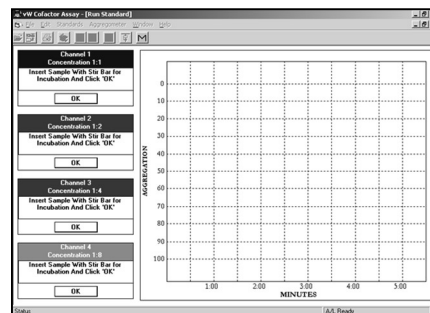 vW Cofactor Assay - [Run Standard]
File Edit Standards Aggregometer Window Help
M
Channel 1
Concentration 1:1
Insert Sample With Stir Bar for
Incubation And Click "OK"
OK
Channel 2
Concentration 1:2
Insert Sample With Stir Bar for
Incubation And Click "OK"
OK
Channel 3
Concentration 1:4
Insert Sample With Stir Bar for
Incubation And Click "OK"
OK
Channel 4
Concentration 1:8
Insert Sample With Stir Bar for
Incubation And Click "OK"
OK
AGGREGATION
0
10
20
30
40
50
60
70
80
90
100
1:00 2:00 3:00 4:00 5:00
MINUTES
Status
A/L Ready